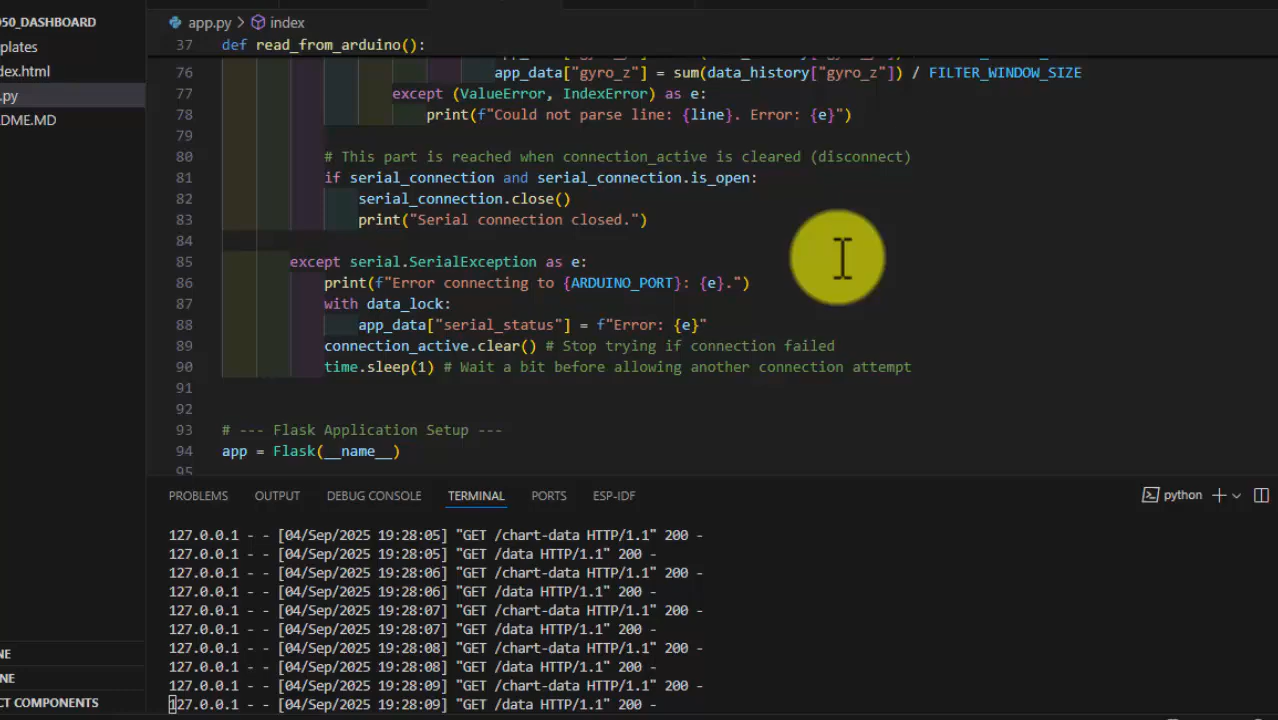 050_DASHBOARD
plates
dex.html
.py
DME.MD
NE
NE
CT COMPONENTS
app.py > index
37 def read_from_arduino():
76 app_data["gyro_z"] = sum(data_history["gyro_z"]) / FILTER_WINDOW_SIZE
77 except (ValueError, IndexError) as e:
78 print(f"Could not parse line: {line}. Error: {e}")
79
80 # This part is reached when connection_active is cleared (disconnect)
81 if serial_connection and serial_connection.is_open:
82 serial_connection.close()
83 print("Serial connection closed.")
84
85 except serial.SerialException as e:
86 print(f"Error connecting to {ARDUINO_PORT}: {e}.")
87 with data_lock:
88 app_data["serial_status"] = f"Error: {e}"
89 connection_active.clear() # Stop trying if connection failed
90 time.sleep(1) # Wait a bit before allowing another connection attempt
91
92
93 # --- Flask Application Setup ---
94 app = Flask(__name__)
95
PROBLEMS OUTPUT DEBUG CONSOLE TERMINAL PORTS ESP-IDF python
127.0.0.1 - - [04/Sep/2025 19:28:05] "GET /chart-data HTTP/1.1" 200 -
127.0.0.1 - - [04/Sep/2025 19:28:05] "GET /data HTTP/1.1" 200 -
127.0.0.1 - - [04/Sep/2025 19:28:06] "GET /chart-data HTTP/1.1" 200 -
127.0.0.1 - - [04/Sep/2025 19:28:06] "GET /data HTTP/1.1" 200 -
127.0.0.1 - - [04/Sep/2025 19:28:07] "GET /chart-data HTTP/1.1" 200 -
127.0.0.1 - - [04/Sep/2025 19:28:07] "GET /data HTTP/1.1" 200 -
127.0.0.1 - - [04/Sep/2025 19:28:08] "GET /chart-data HTTP/1.1" 200 -
127.0.0.1 - - [04/Sep/2025 19:28:08] "GET /data HTTP/1.1" 200 -
127.0.0.1 - - [04/Sep/2025 19:28:09] "GET /chart-data HTTP/1.1" 200 -
127.0.0.1 - - [04/Sep/2025 19:28:09] "GET /data HTTP/1.1" 200 -